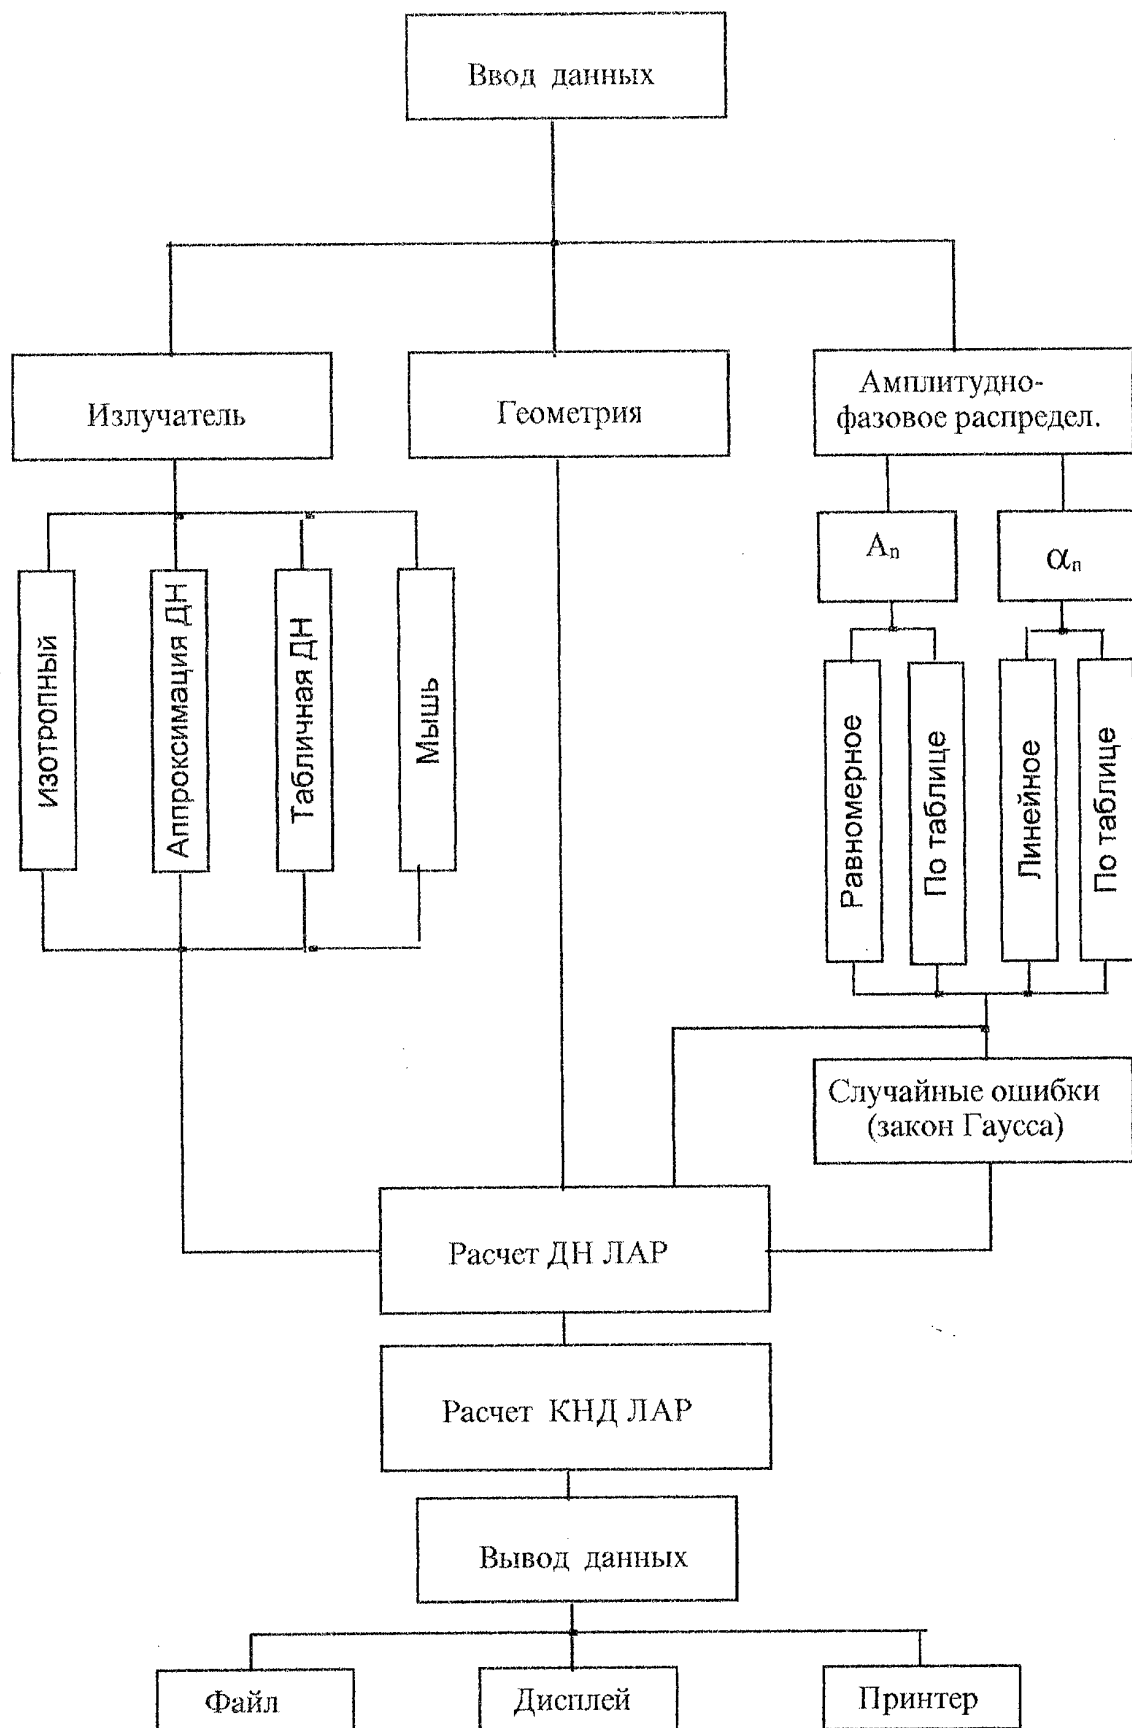 Ввод данных
Излучатель
Геометрия
Амплитудно-
фазовое распредел.
Aₙ
αₙ
изотропный
Аппроксимация ДН
Табличная ДН
Мышь
Равномерное
По таблице
Линейное
По таблице
Случайные ошибки
(закон Гаусса)
Расчет ДН ЛАР
Расчет КНД ЛАР
Вывод данных
Файл
Дисплей
Принтер